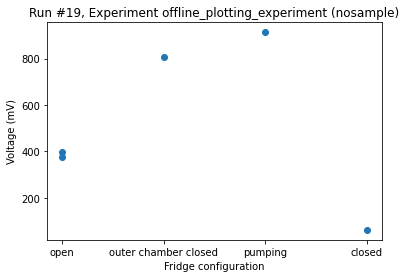 Run #19, Experiment offline_plotting_experiment (nosample)
800
600
400
200
Voltage (mV)
open
outer chamber closed
pumping
closed
Fridge configuration